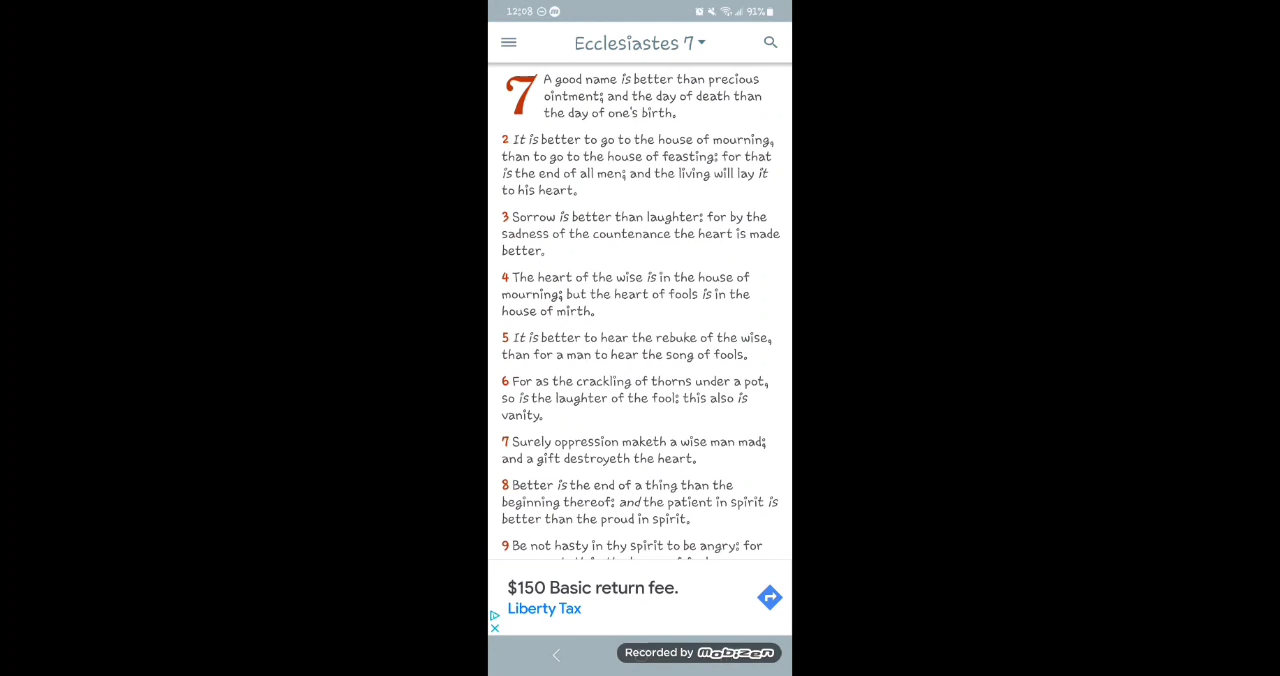 12:08
91%
Ecclesiastes 7
7 A good name is better than precious
ointment; and the day of death than
the day of one's birth.
2 It is better to go to the house of mourning,
than to go to the house of feasting: for that
is the end of all men; and the living will lay it
to his heart.
3 Sorrow is better than laughter: for by the
sadness of the countenance the heart is made
better.
4 The heart of the wise is in the house of
mourning; but the heart of fools is in the
house of mirth.
5 It is better to hear the rebuke of the wise,
than for a man to hear the song of fools.
6 For as the crackling of thorns under a pot,
so is the laughter of the fool: this also is
vanity.
7 Surely oppression maketh a wise man mad;
and a gift destroyeth the heart.
8 Better is the end of a thing than the
beginning thereof: and the patient in spirit is
better than the proud in spirit.
9 Be not hasty in thy spirit to be angry: for
$150 Basic return fee.
Liberty Tax
Recorded by mobizen